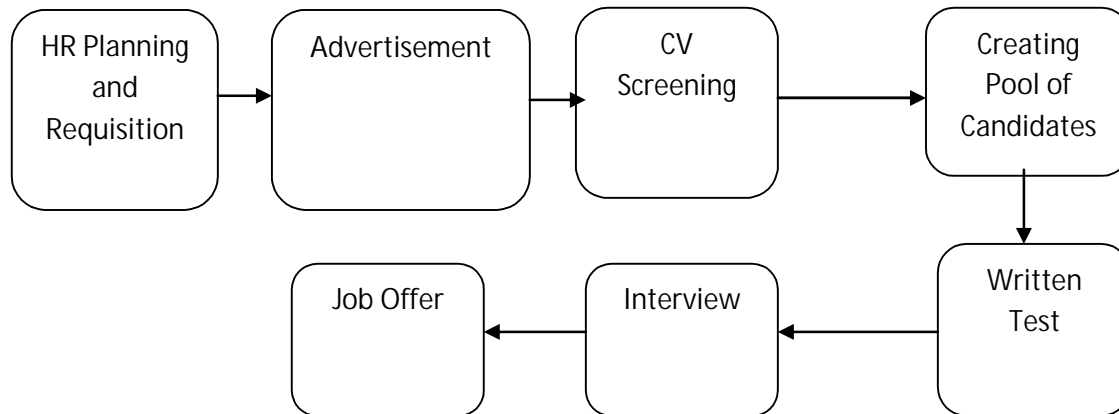 HR Planning
and
Requisition
Advertisement
CV
Screening
Creating
Pool of
Candidates
Written
Test
Interview
Job Offer